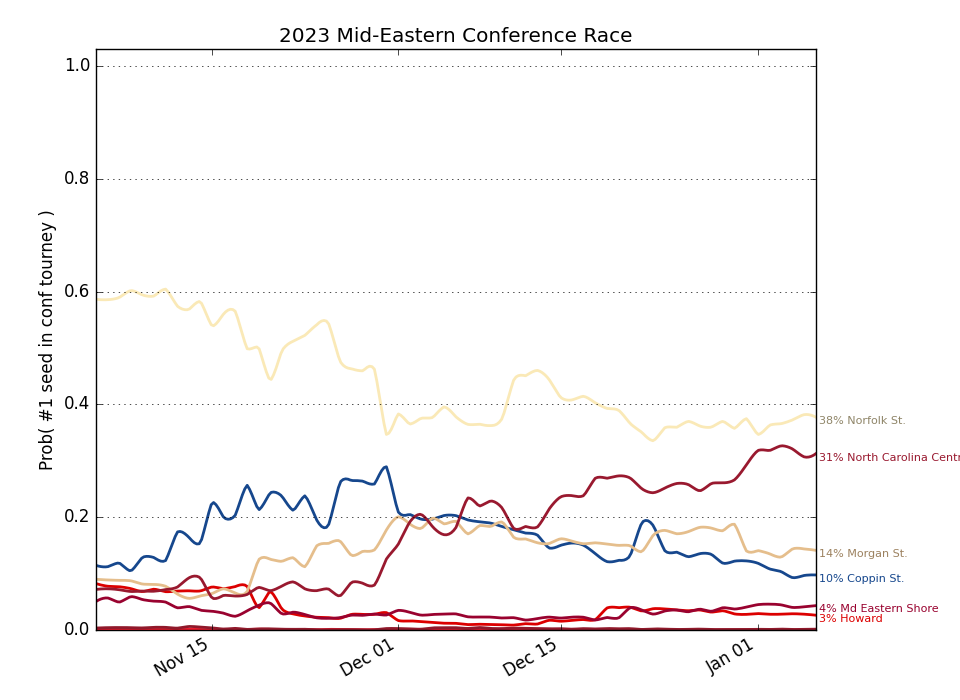 2023 Mid-Eastern Conference Race
1.0
0.8
0.6
0.4
0.2
0.0
Prob( #1 seed in conf tourney )
Nov 15
Dec 01
Dec 15
Jan 01
38% Norfolk St.
31% North Carolina Centr
14% Morgan St.
10% Coppin St.
4% Md Eastern Shore
3% Howard